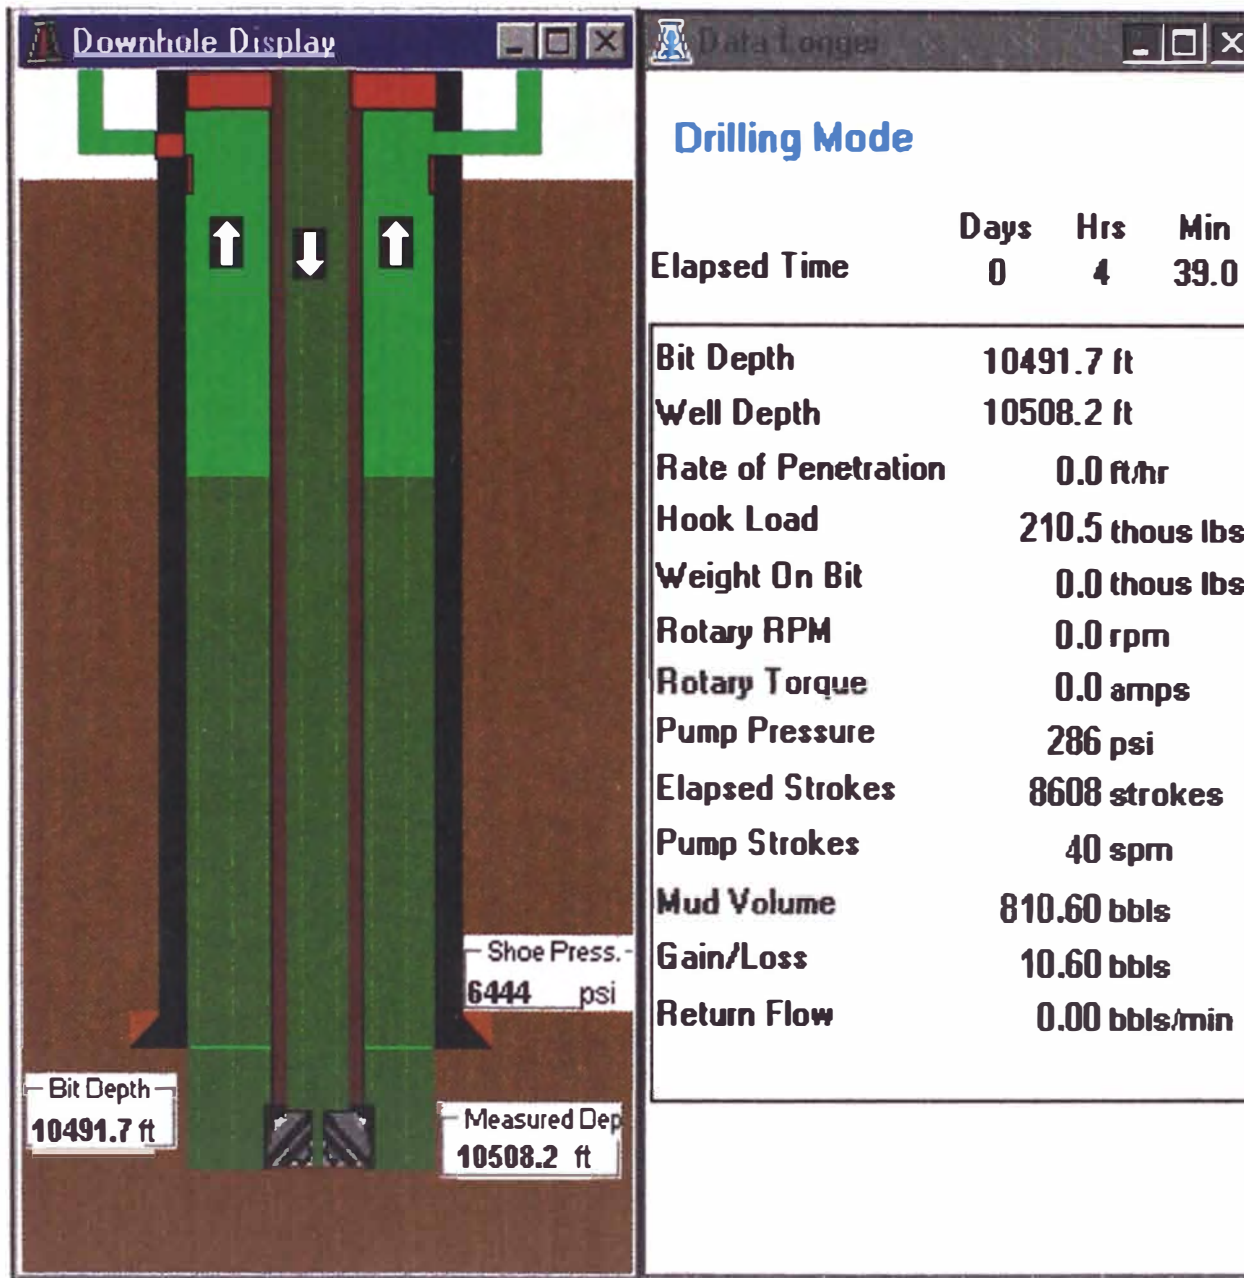 Downhole Display
Shoe Press.
6444 psi
Bit Depth
10491.7 ft
Measured Dep
10508.2 ft
Data Logger
Drilling Mode
Days Hrs Min
Elapsed Time 0 4 39.0
Bit Depth 10491.7 ft
Well Depth 10508.2 ft
Rate of Penetration 0.0 ft/hr
Hook Load 210.5 thous lbs
Weight On Bit 0.0 thous lbs
Rotary RPM 0.0 rpm
Rotary Torque 0.0 amps
Pump Pressure 286 psi
Elapsed Strokes 8608 strokes
Pump Strokes 40 spm
Mud Volume 810.60 bbls
Gain/Loss 10.60 bbls
Return Flow 0.00 bbls/min